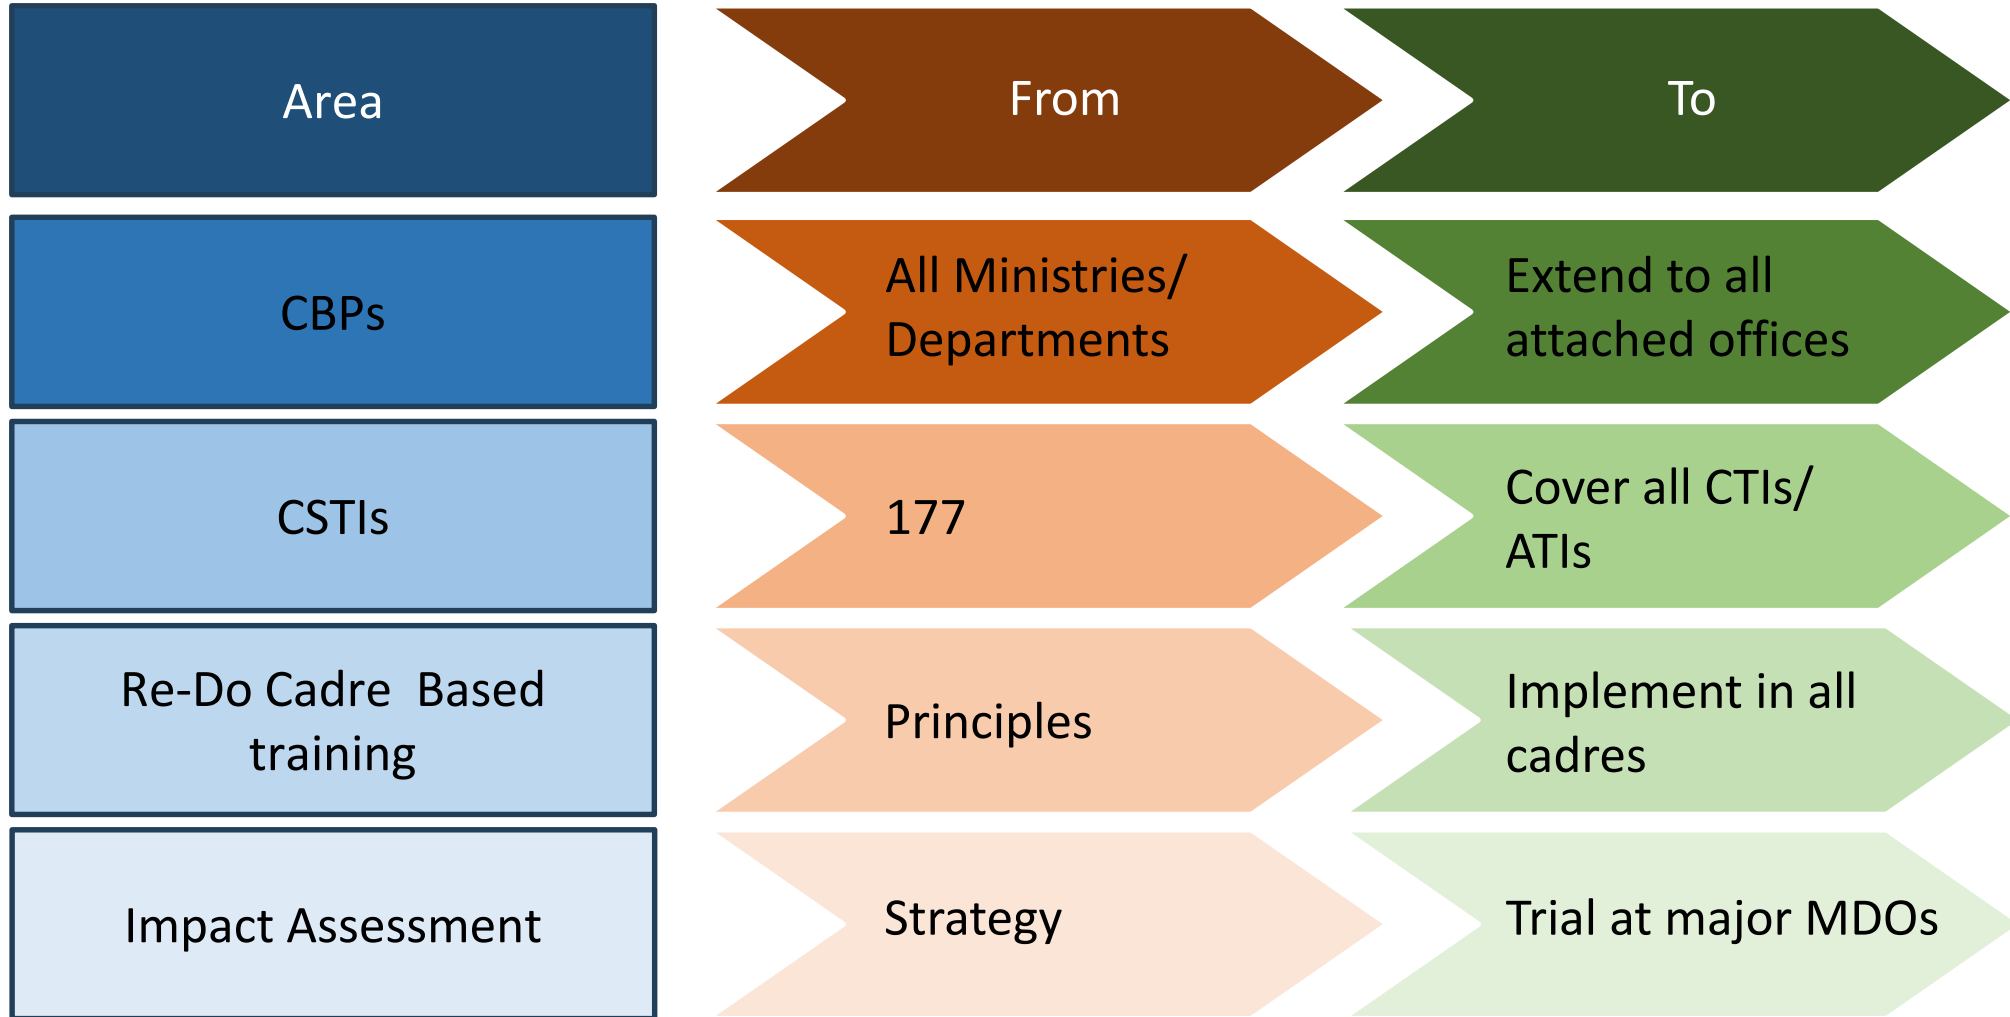 Area
From
To
CBPs
All Ministries/
Departments
Extend to all
attached offices
CSTIs
177
Cover all CTIs/
ATIs
Re-Do Cadre  Based
training
Principles
Implement in all
cadres
Impact Assessment
Strategy
Trial at major MDOs